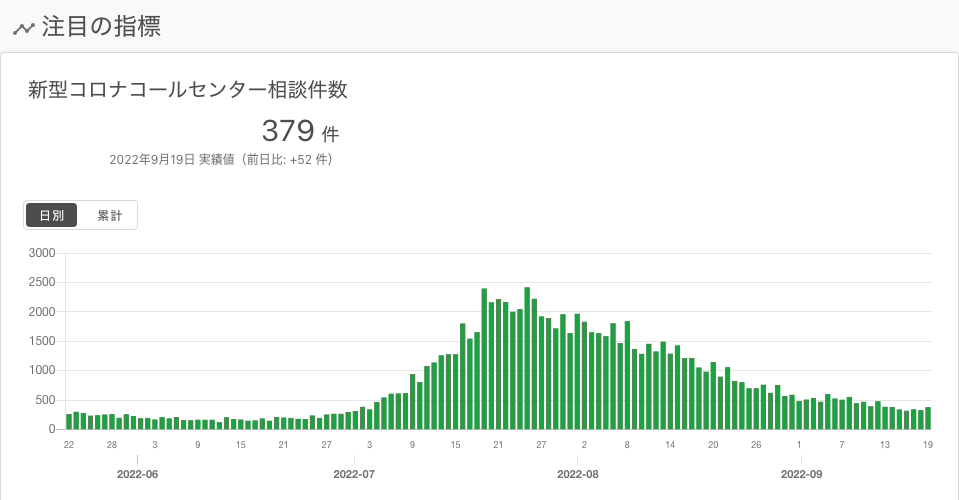 注目の指標
新型コロナコールセンター相談件数
379 件
2022年9月19日 実績値（前日比: +52 件）
日別 累計
3000
2500
2000
1500
1000
500
0
22 28 3 9 15 21 27 3 9 15 21 27 2 8 14 20 26 1 7 13 19
2022-06 2022-07 2022-08 2022-09